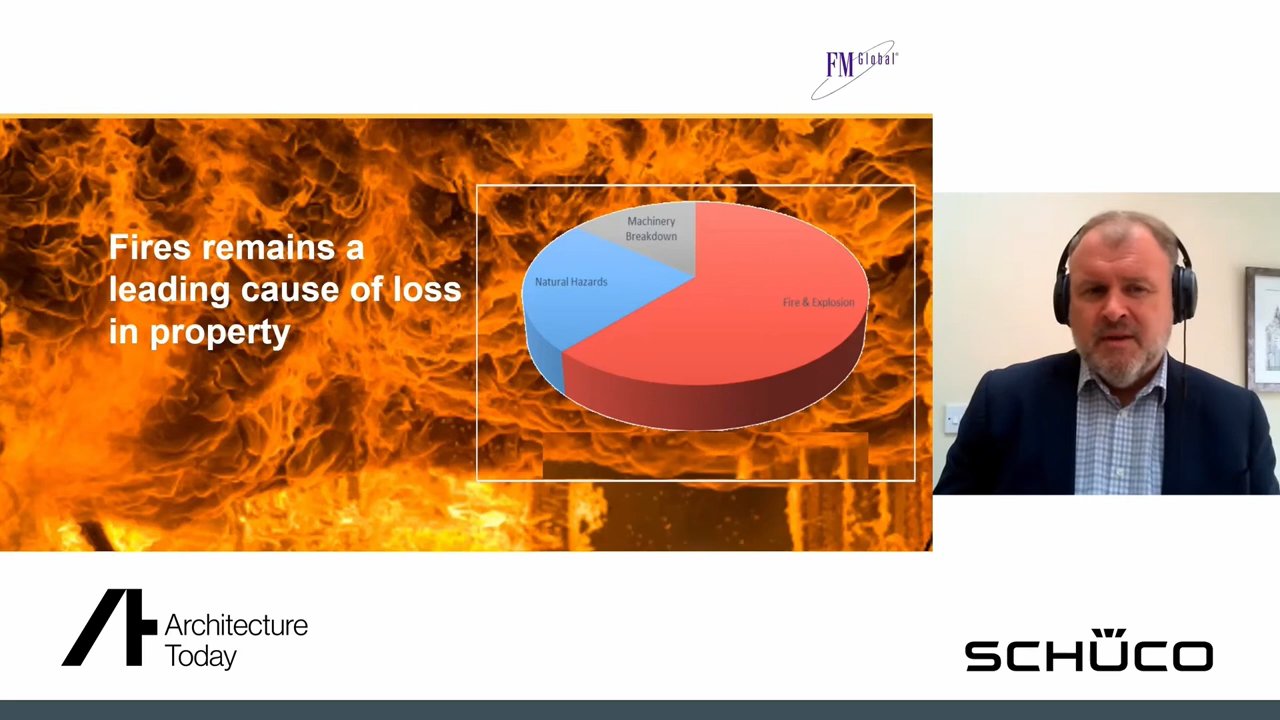 FM Global®
Fires remains a
leading cause of loss
in property
Machinery
Breakdown
Natural Hazards
Fire & Explosion
Architecture
Today
SCHÜCO